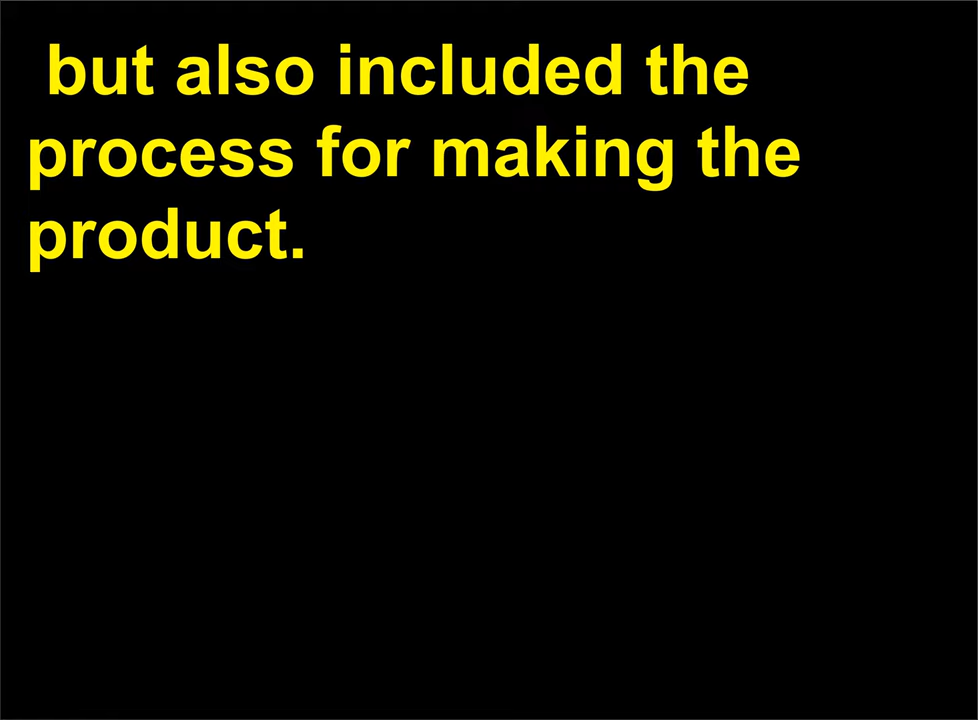 but also included the
process for making the
product.